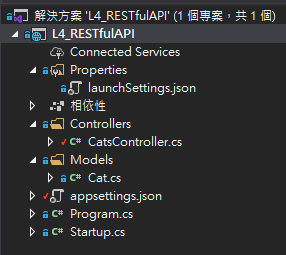 解決方案 'L4_RESTfulAPI' (1 個專案，共 1 個)
L4_RESTfulAPI
Connected Services
Properties
launchSettings.json
相依性
Controllers
C# CatsController.cs
Models
C# Cat.cs
appsettings.json
C# Program.cs
C# Startup.cs